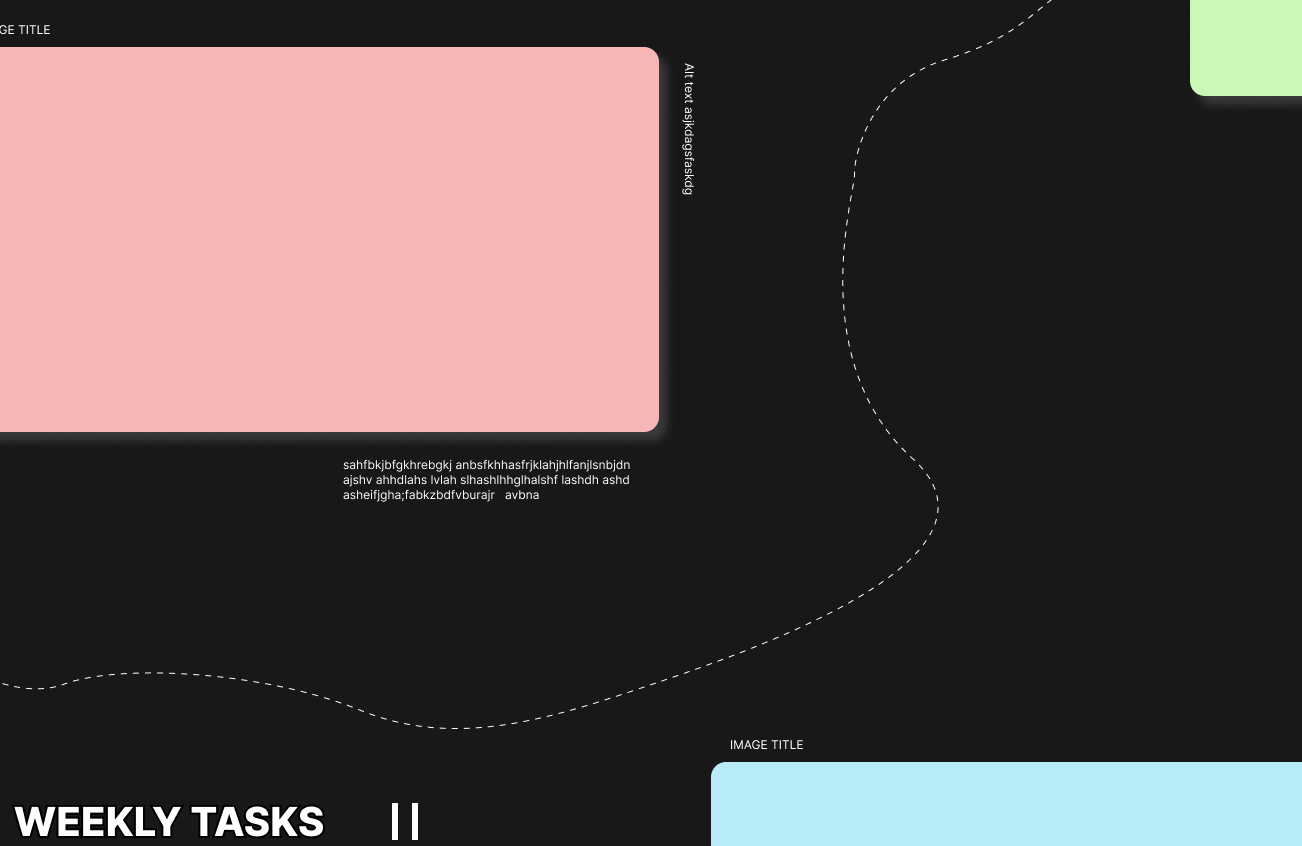 GE TITLE
Alt text asjkdagsfaskdg
sahfbkjbfgkhrebgkj anbsfkhhasfrjklahjhlfanjlsnbjdn
ajshv ahhdlahs lvlah slhashlhhglhalshf lashdh ashd
asheifjgha;fabkzbdfvburajr avbna
IMAGE TITLE
WEEKLY TASKS